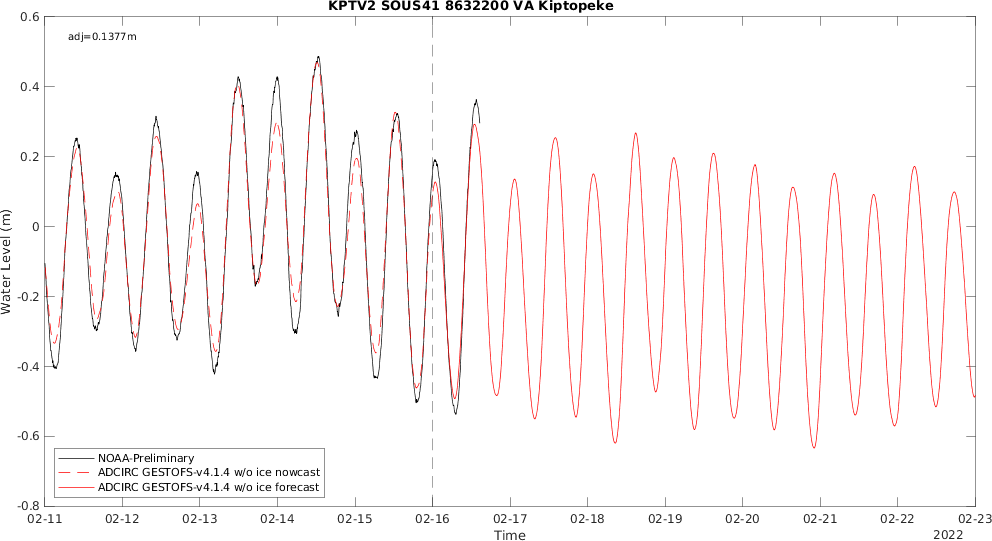 KPTV2 SOUS41 8632200 VA Kiptopeke
adj=0.1377m
0.6
0.4
0.2
0
-0.2
-0.4
-0.6
-0.8
Water Level (m)
NOAA-Preliminary
ADCIRC GESTOFS-v4.1.4 w/o ice nowcast
ADCIRC GESTOFS-v4.1.4 w/o ice forecast
02-11 02-12 02-13 02-14 02-15 02-16 02-17 02-18 02-19 02-20 02-21 02-22 02-23
Time
2022